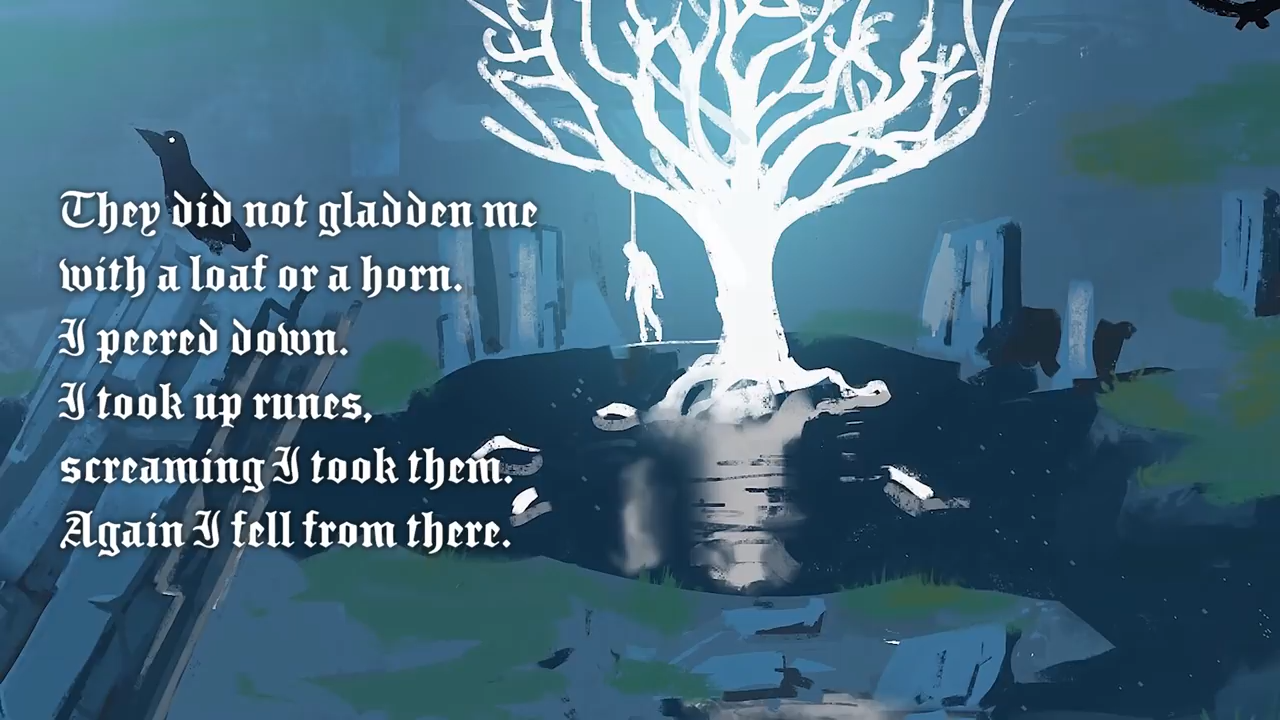 They did not gladden me
with a loaf or a horn.
I peered down.
I took up runes,
screaming I took them.
Again I fell from there.